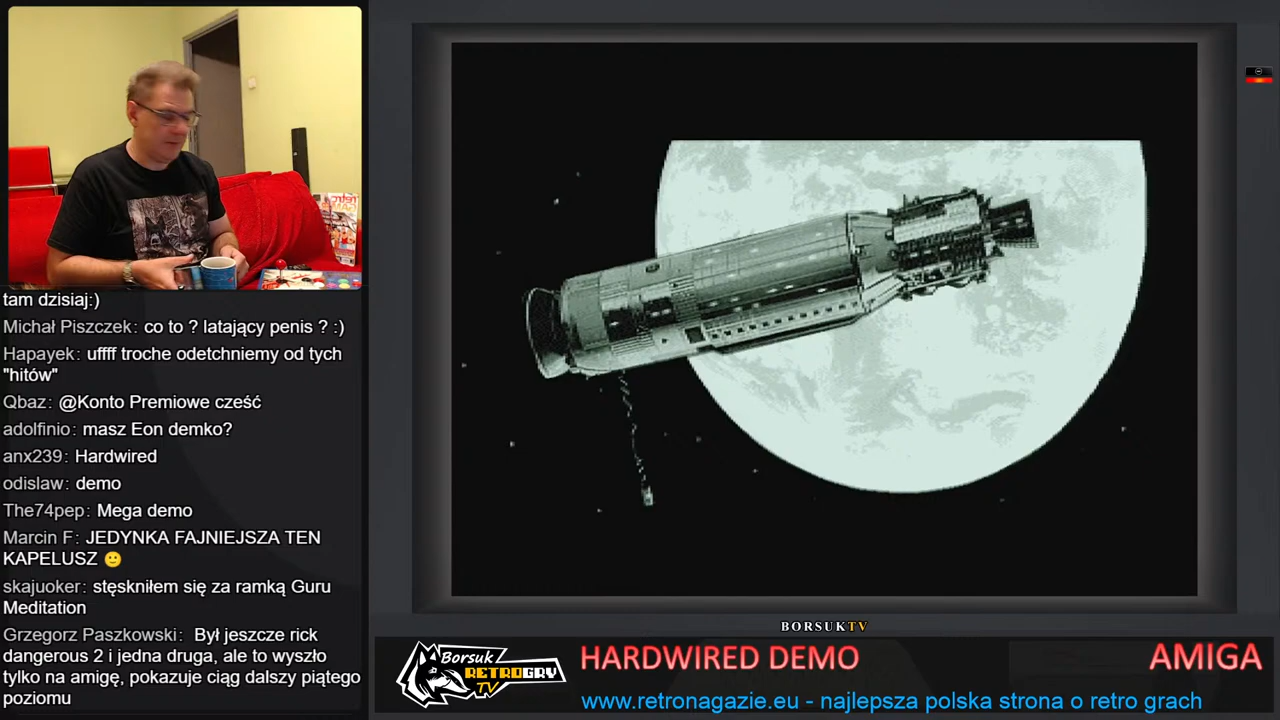 tam dzisiaj:)
Michał Piszczek: co to ? latający penis ? :)
Hapayek: uffff troche odetchniemy od tych
"hitów"
Qbaz: @Konto Premiowe cześć
adolfinio: masz Eon demko?
anx239: Hardwired
odislaw: demo
The74pep: Mega demo
Marcin F: JEDYNKA FAJNIEJSZA TEN
KAPELUSZ 🙂
skajuoker: stęskniłem się za ramką Guru
Meditation
Grzegorz Paszkowski: Był jeszcze rick
dangerous 2 i jedna druga, ale to wyszło
tylko na amigę, pokazuje ciąg dalszy piątego
poziomu
BORSUKTV
Borsuk
RETROGRY
TV
HARDWIRED DEMO
AMIGA
www.retronagazie.eu - najlepsza polska strona o retro grach